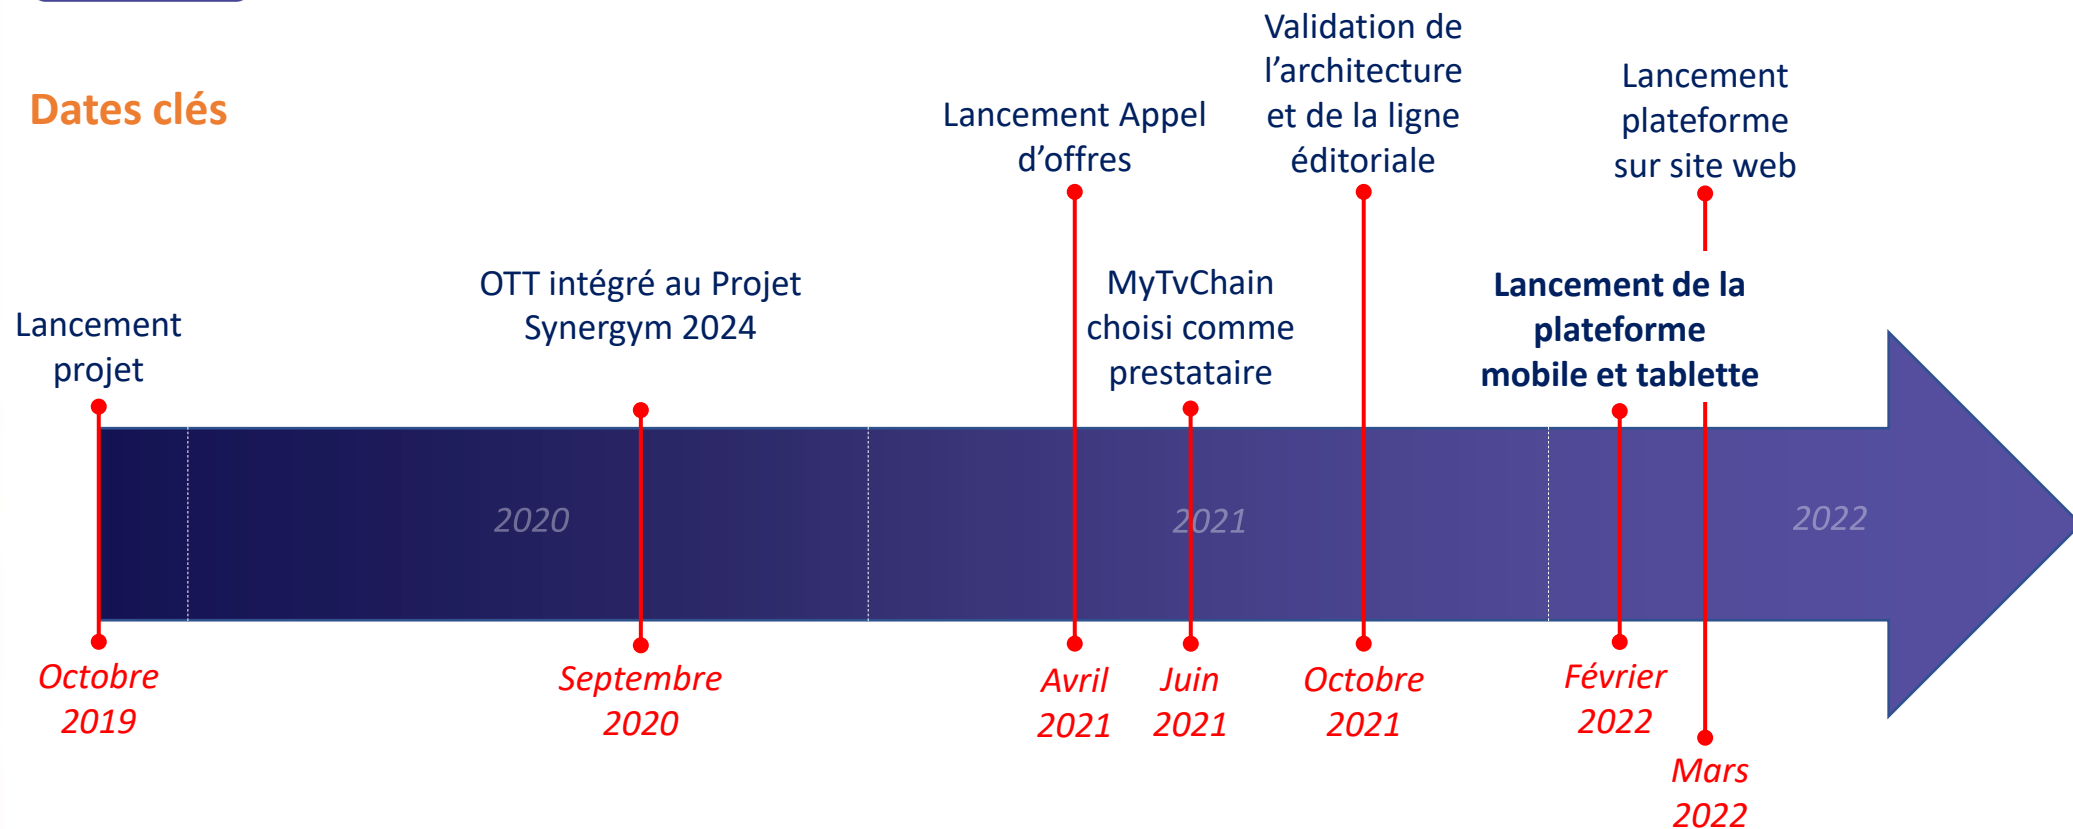 Dates clés
Lancement
projet
OTT intégré au Projet
Synergym 2024
Lancement Appel
d’offres
MyTvChain
choisi comme
prestataire
Validation de
l’architecture
et de la ligne
éditoriale
Lancement de la
plateforme
mobile et tablette
Lancement
plateforme
sur site web
2020
2021
2022
Octobre
2019
Septembre
2020
Avril
2021
Juin
2021
Octobre
2021
Février
2022
Mars
2022